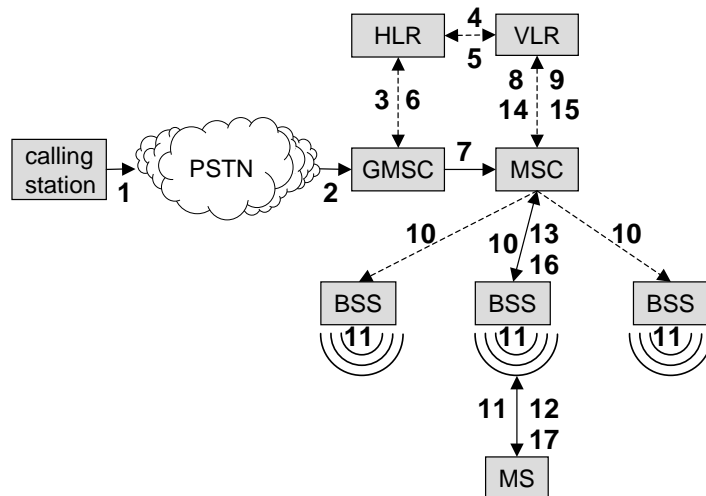 4
HLR
VLR
5
8 9
3 6
14 15
calling
station
PSTN
7
GMSC
MSC
1
2
10
10
13
10
16
BSS
BSS
BSS
11
11
11
11
12
17
MS